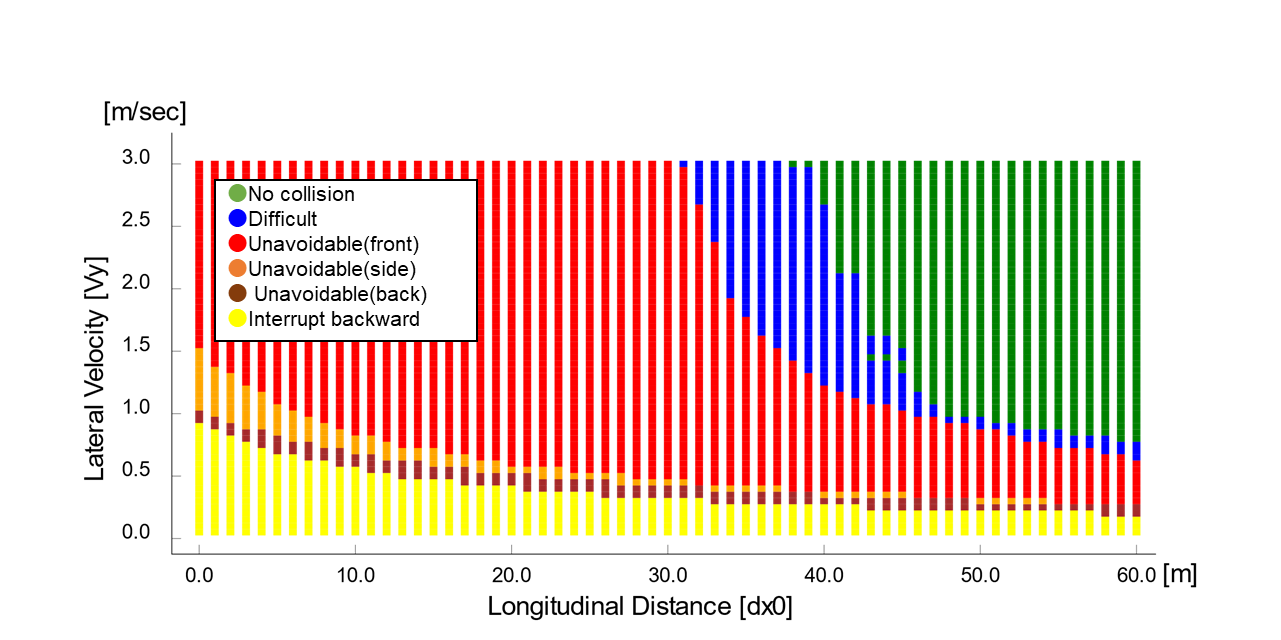 [m/sec]
3.0
2.5
2.0
1.5
1.0
0.5
0.0
Lateral Velocity [Vy]
No collision
Difficult
Unavoidable(front)
Unavoidable(side)
Unavoidable(back)
Interrupt backward
0.0 10.0 20.0 30.0 40.0 50.0 60.0 [m]
Longitudinal Distance [dx0]